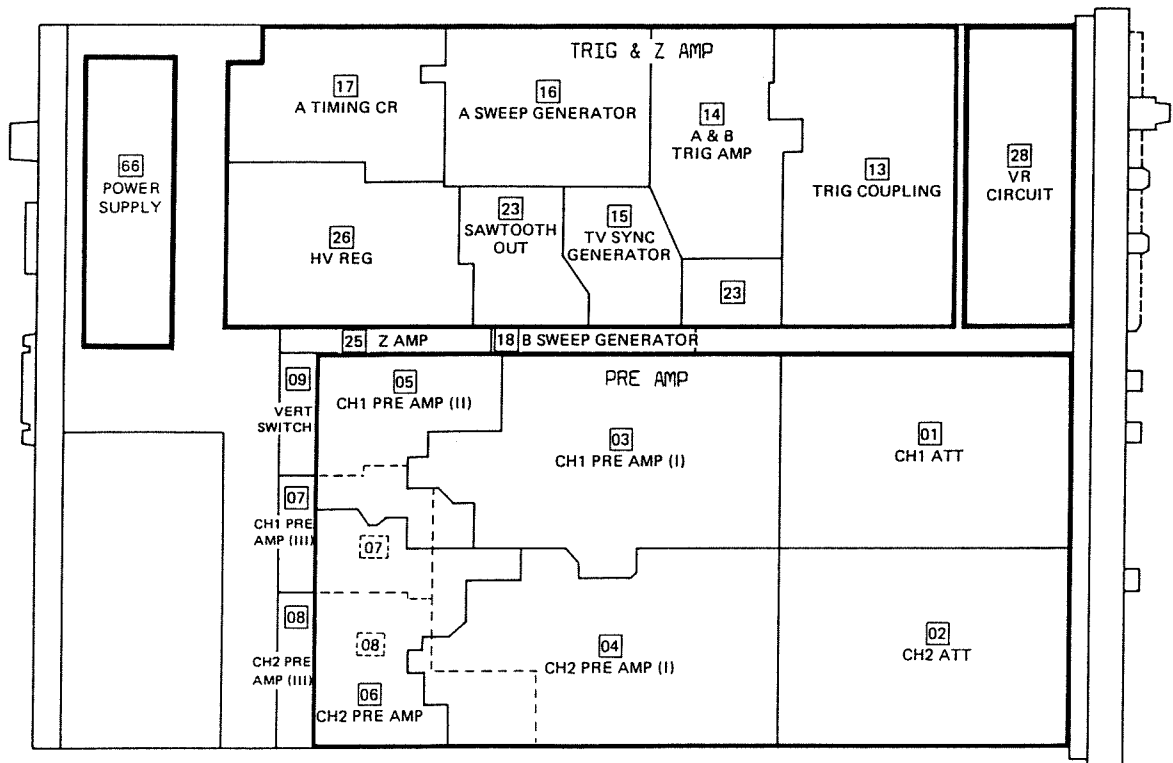 TRIG & Z AMP
17
A TIMING CR
16
A SWEEP GENERATOR
14
A & B
TRIG AMP
13
TRIG COUPLING
28
VR
CIRCUIT
66
POWER
SUPPLY
26
HV REG
23
SAWTOOTH
OUT
15
TV SYNC
GENERATOR
23
25 Z AMP
18 B SWEEP GENERATOR
PRE AMP
09
VERT
SWITCH
05
CH1 PRE AMP (II)
03
CH1 PRE AMP (I)
01
CH1 ATT
07
CH1 PRE
AMP (III)
07
08
CH2 PRE
AMP (III)
08
06
CH2 PRE AMP
04
CH2 PRE AMP (I)
02
CH2 ATT